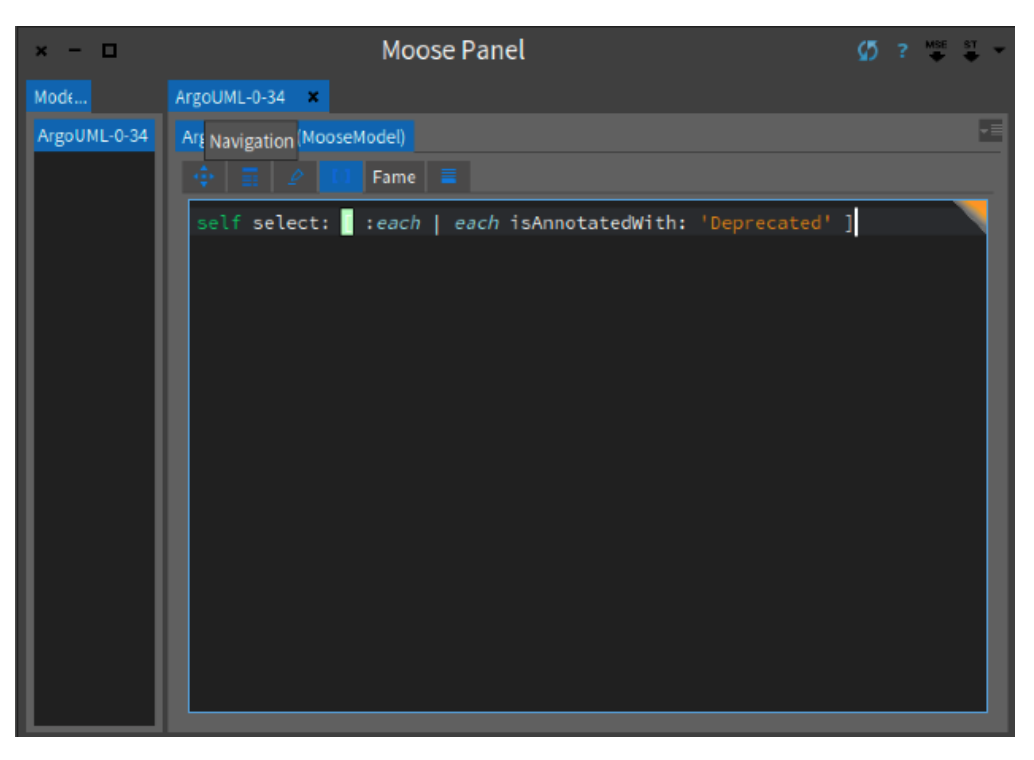 Moose Panel
? MSE ST
Mode... ArgoUML-0-34
ArgoUML-0-34 Arg Navigation (MooseModel)
Fame
self select: [ :each | each isAnnotatedWith: 'Deprecated' ]